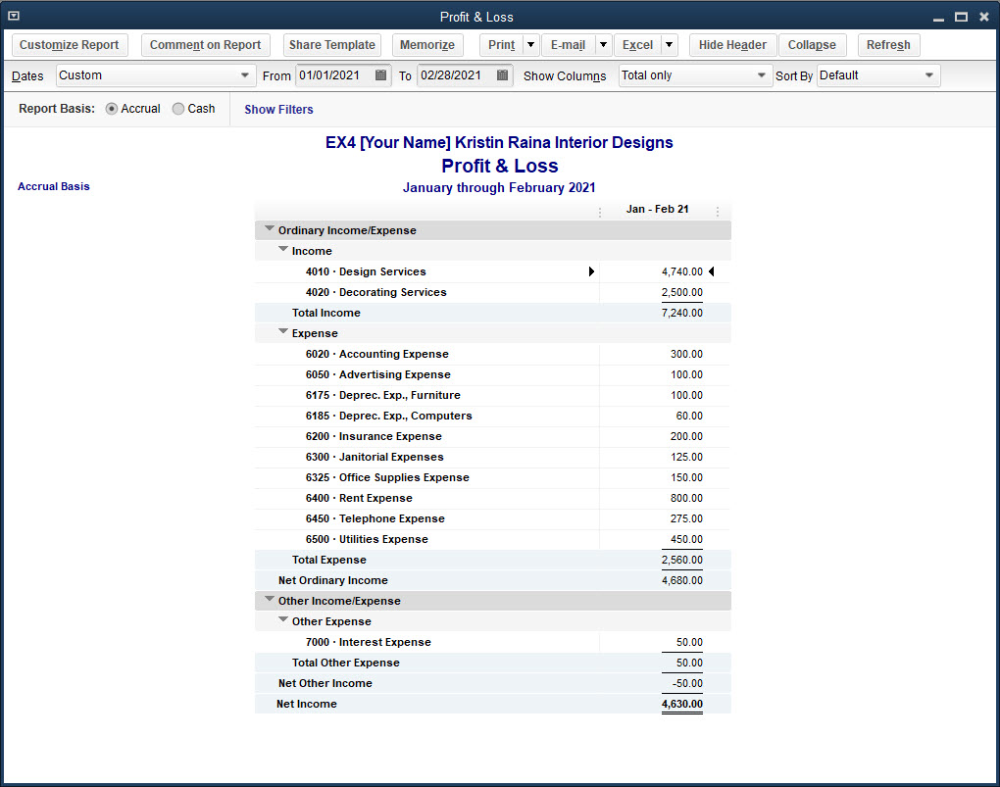 Profit & Loss
Customize Report Comment on Report Share Template Memorize Print E-mail Excel Hide Header Collapse Refresh
Dates Custom From 01/01/2021 To 02/28/2021 Show Columns Total only Sort By Default
Report Basis: Accrual Cash Show Filters
EX4 [Your Name] Kristin Raina Interior Designs
Profit & Loss
Accrual Basis January through February 2021
Jan - Feb 21
Ordinary Income/Expense
Income
4010 · Design Services 4,740.00
4020 · Decorating Services 2,500.00
Total Income 7,240.00
Expense
6020 · Accounting Expense 300.00
6050 · Advertising Expense 100.00
6175 · Deprec. Exp., Furniture 100.00
6185 · Deprec. Exp., Computers 60.00
6200 · Insurance Expense 200.00
6300 · Janitorial Expenses 125.00
6325 · Office Supplies Expense 150.00
6400 · Rent Expense 800.00
6450 · Telephone Expense 275.00
6500 · Utilities Expense 450.00
Total Expense 2,560.00
Net Ordinary Income 4,680.00
Other Income/Expense
Other Expense
7000 · Interest Expense 50.00
Total Other Expense 50.00
Net Other Income -50.00
Net Income 4,630.00